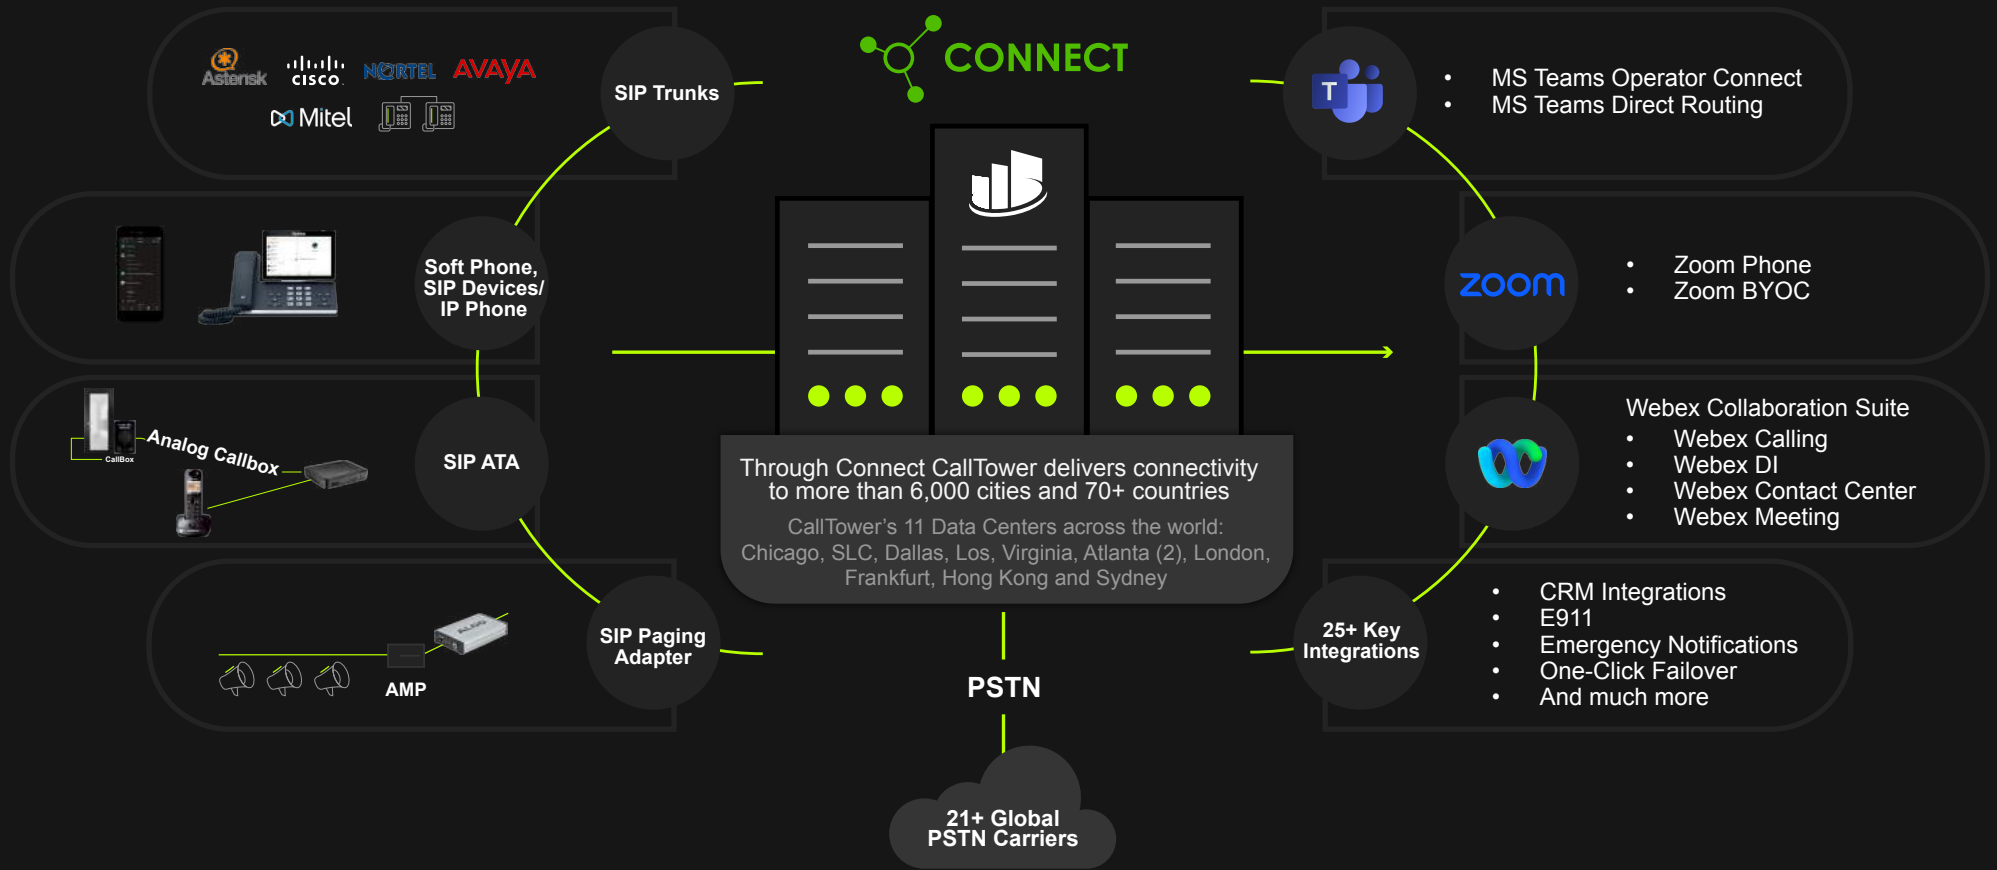 Asterisk
CISCO
NORTEL
AVAYA
Mitel
SIP Trunks
CONNECT
T
• MS Teams Operator Connect
• MS Teams Direct Routing
Soft Phone,
SIP Devices/
IP Phone
zoom
• Zoom Phone
• Zoom BYOC
CallBox
Analog Callbox
SIP ATA
Through Connect CallTower delivers connectivity
to more than 6,000 cities and 70+ countries
CallTower's 11 Data Centers across the world:
Chicago, SLC, Dallas, Los, Virginia, Atlanta (2), London,
Frankfurt, Hong Kong and Sydney
Webex Collaboration Suite
• Webex Calling
• Webex DI
• Webex Contact Center
• Webex Meeting
ALGO
AMP
SIP Paging
Adapter
PSTN
25+ Key
Integrations
• CRM Integrations
• E911
• Emergency Notifications
• One-Click Failover
• And much more
21+ Global
PSTN Carriers